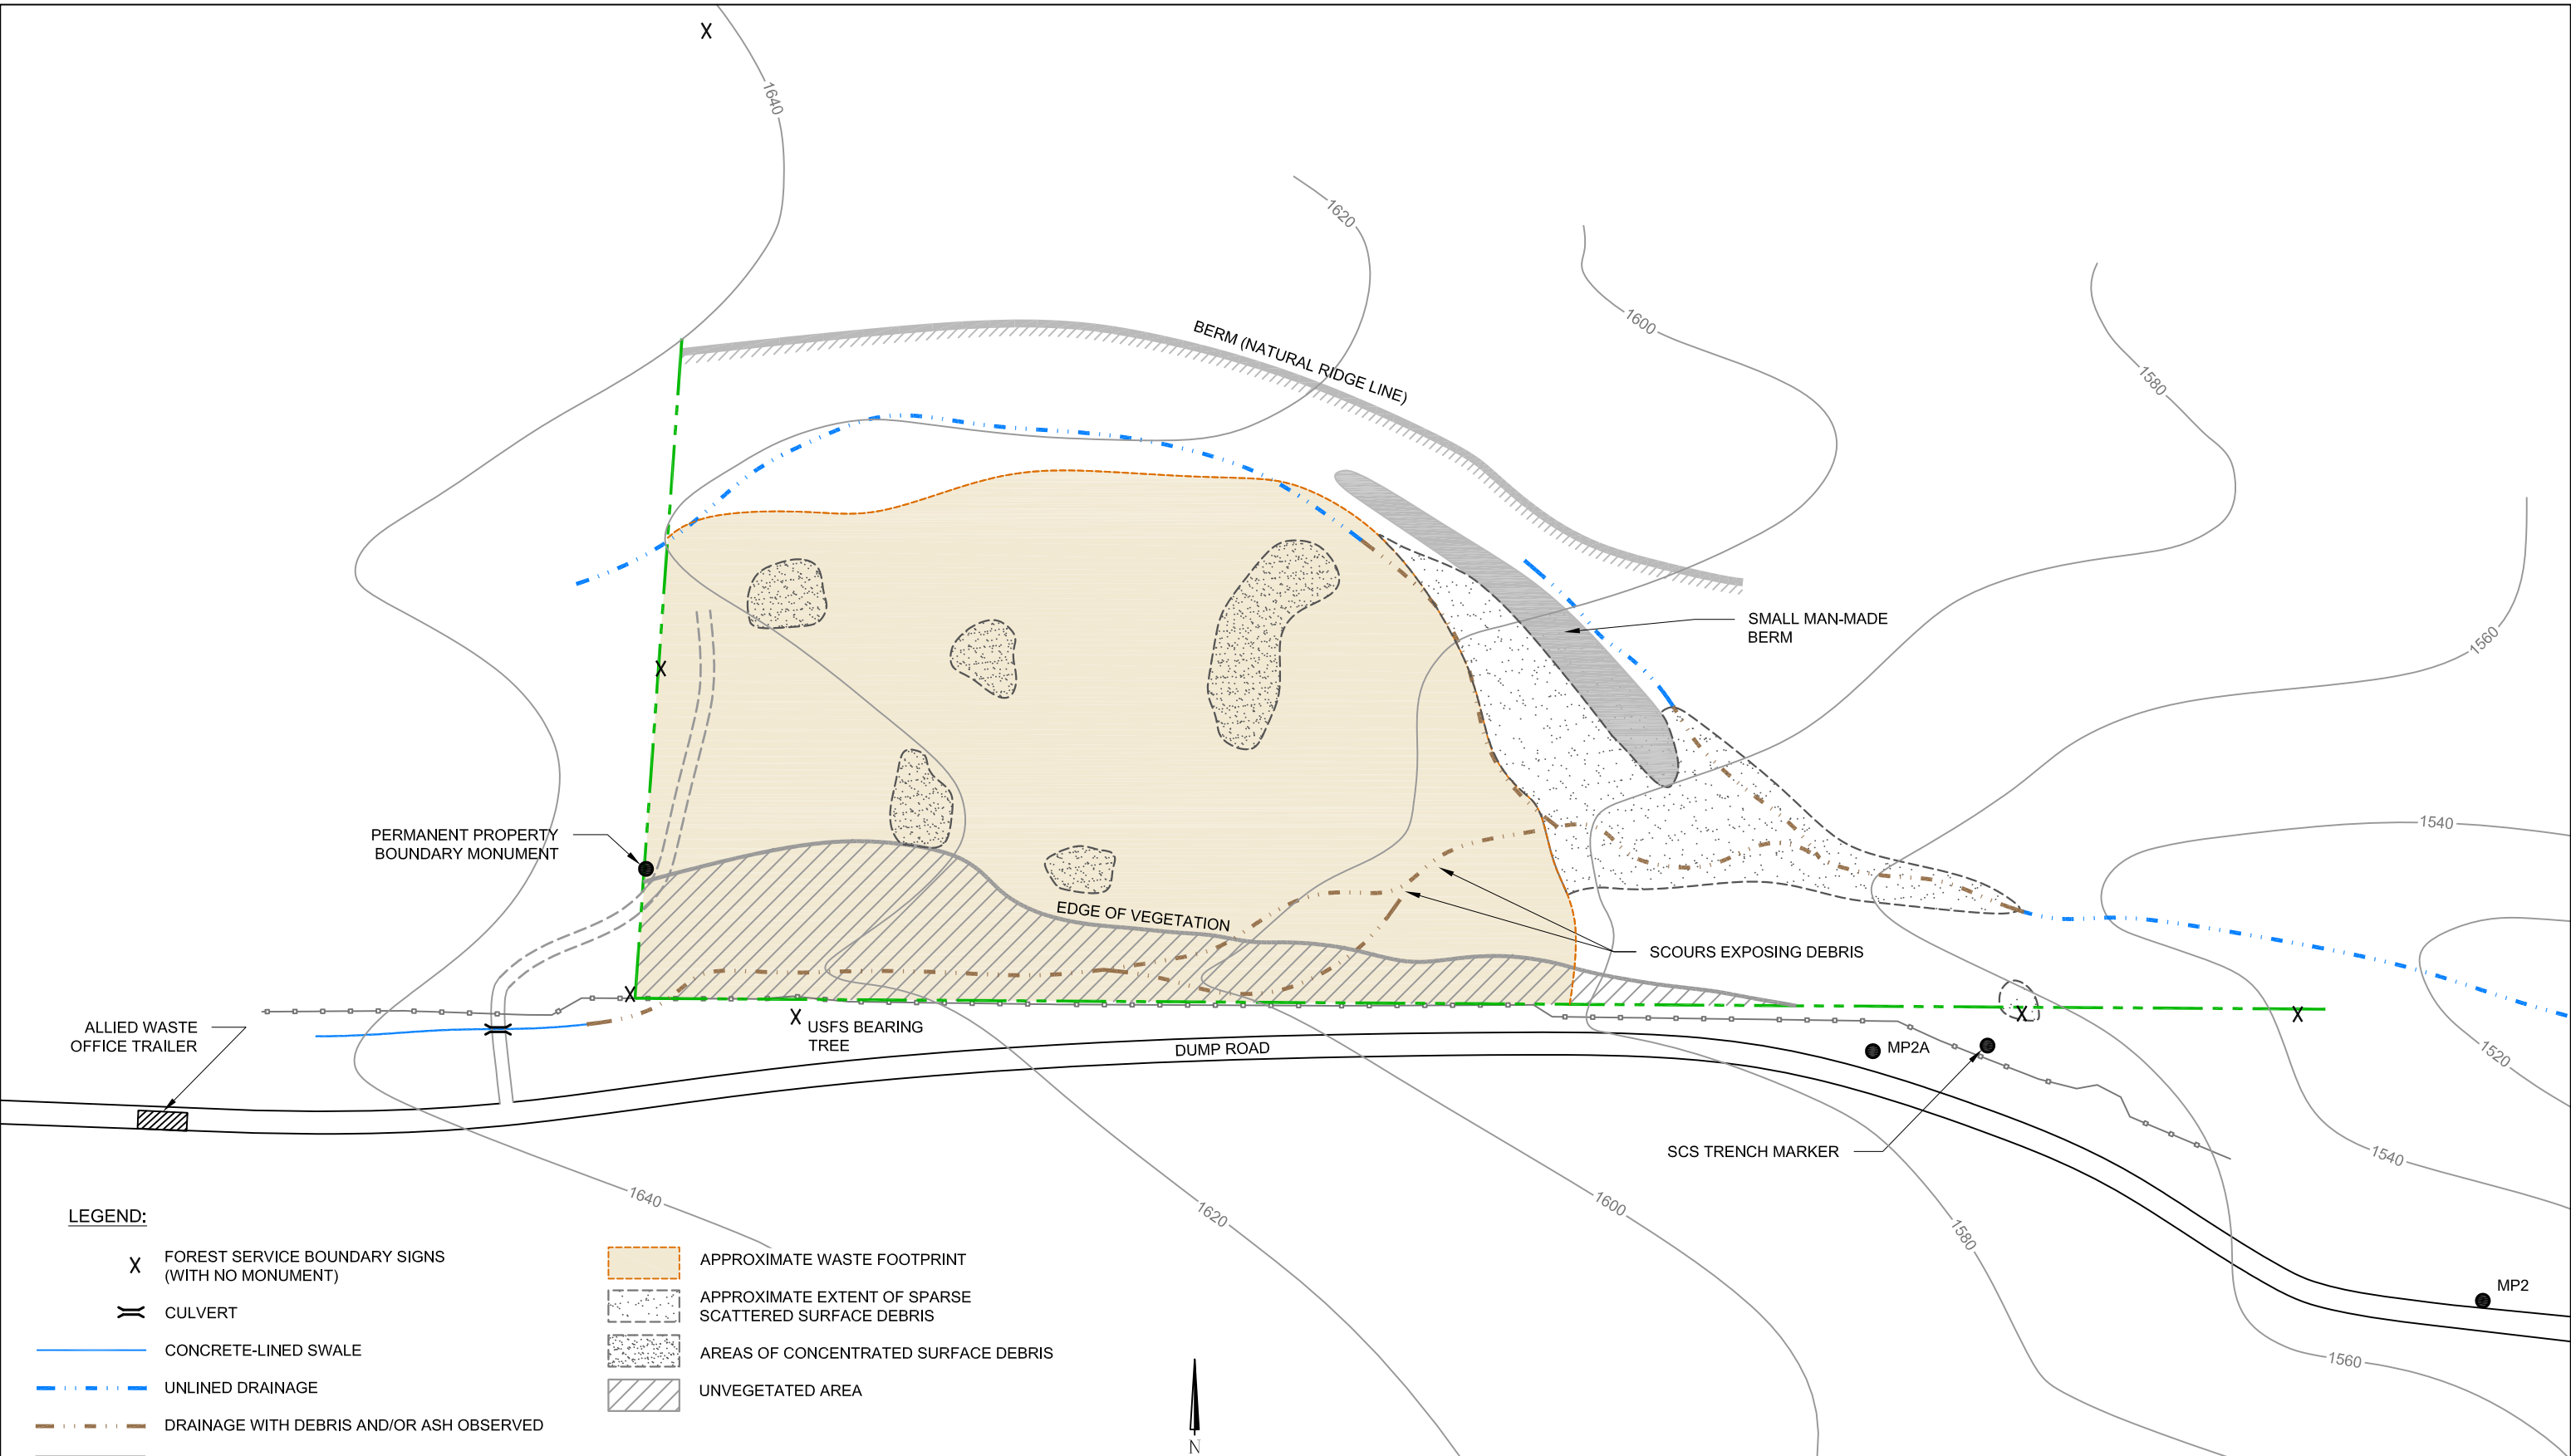 X
1640
1620
1600
1580
1560
BERM (NATURAL RIDGE LINE)
SMALL MAN-MADE
BERM
X
PERMANENT PROPERTY
BOUNDARY MONUMENT
1540
EDGE OF VEGETATION
SCOURS EXPOSING DEBRIS
X
X
X
X
USFS BEARING
TREE
ALLIED WASTE
OFFICE TRAILER
DUMP ROAD
MP2A
1520
SCS TRENCH MARKER
1540
1640
1620
1600
1580
1560
MP2
LEGEND:
X
FOREST SERVICE BOUNDARY SIGNS
(WITH NO MONUMENT)
CULVERT
CONCRETE-LINED SWALE
UNLINED DRAINAGE
DRAINAGE WITH DEBRIS AND/OR ASH OBSERVED
APPROXIMATE WASTE FOOTPRINT
APPROXIMATE EXTENT OF SPARSE
SCATTERED SURFACE DEBRIS
AREAS OF CONCENTRATED SURFACE DEBRIS
UNVEGETATED AREA
N